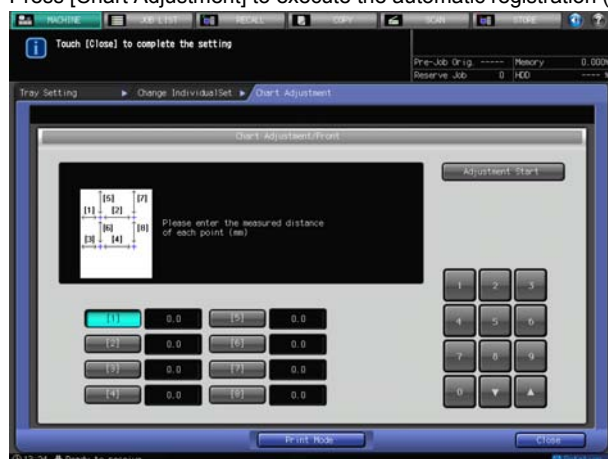 Press [Chart Adjustment] to execute the automatic registration (
MACHINE JOB LIST RECALL COPY SCAN STORE
Touch [Close] to complete the setting
Pre-Job Orig. ----- Memory 0.000%
Reserve Job 0 HDD ----
Tray Setting ▶ Change IndividualSet ▶ Chart Adjustment
Chart Adjustment/Front
Adjustment Start
[5] [7]
[1] [2]
Please enter the measured distance
of each point (mm)
[6] [8]
[3] [4]
1 2 3
[1] 0.0 [5] 0.0
4 5 6
[2] 0.0 [6] 0.0
7 8 9
[3] 0.0 [7] 0.0
[4] 0.0 [8] 0.0
0 ▼ ▲
Print Mode Close